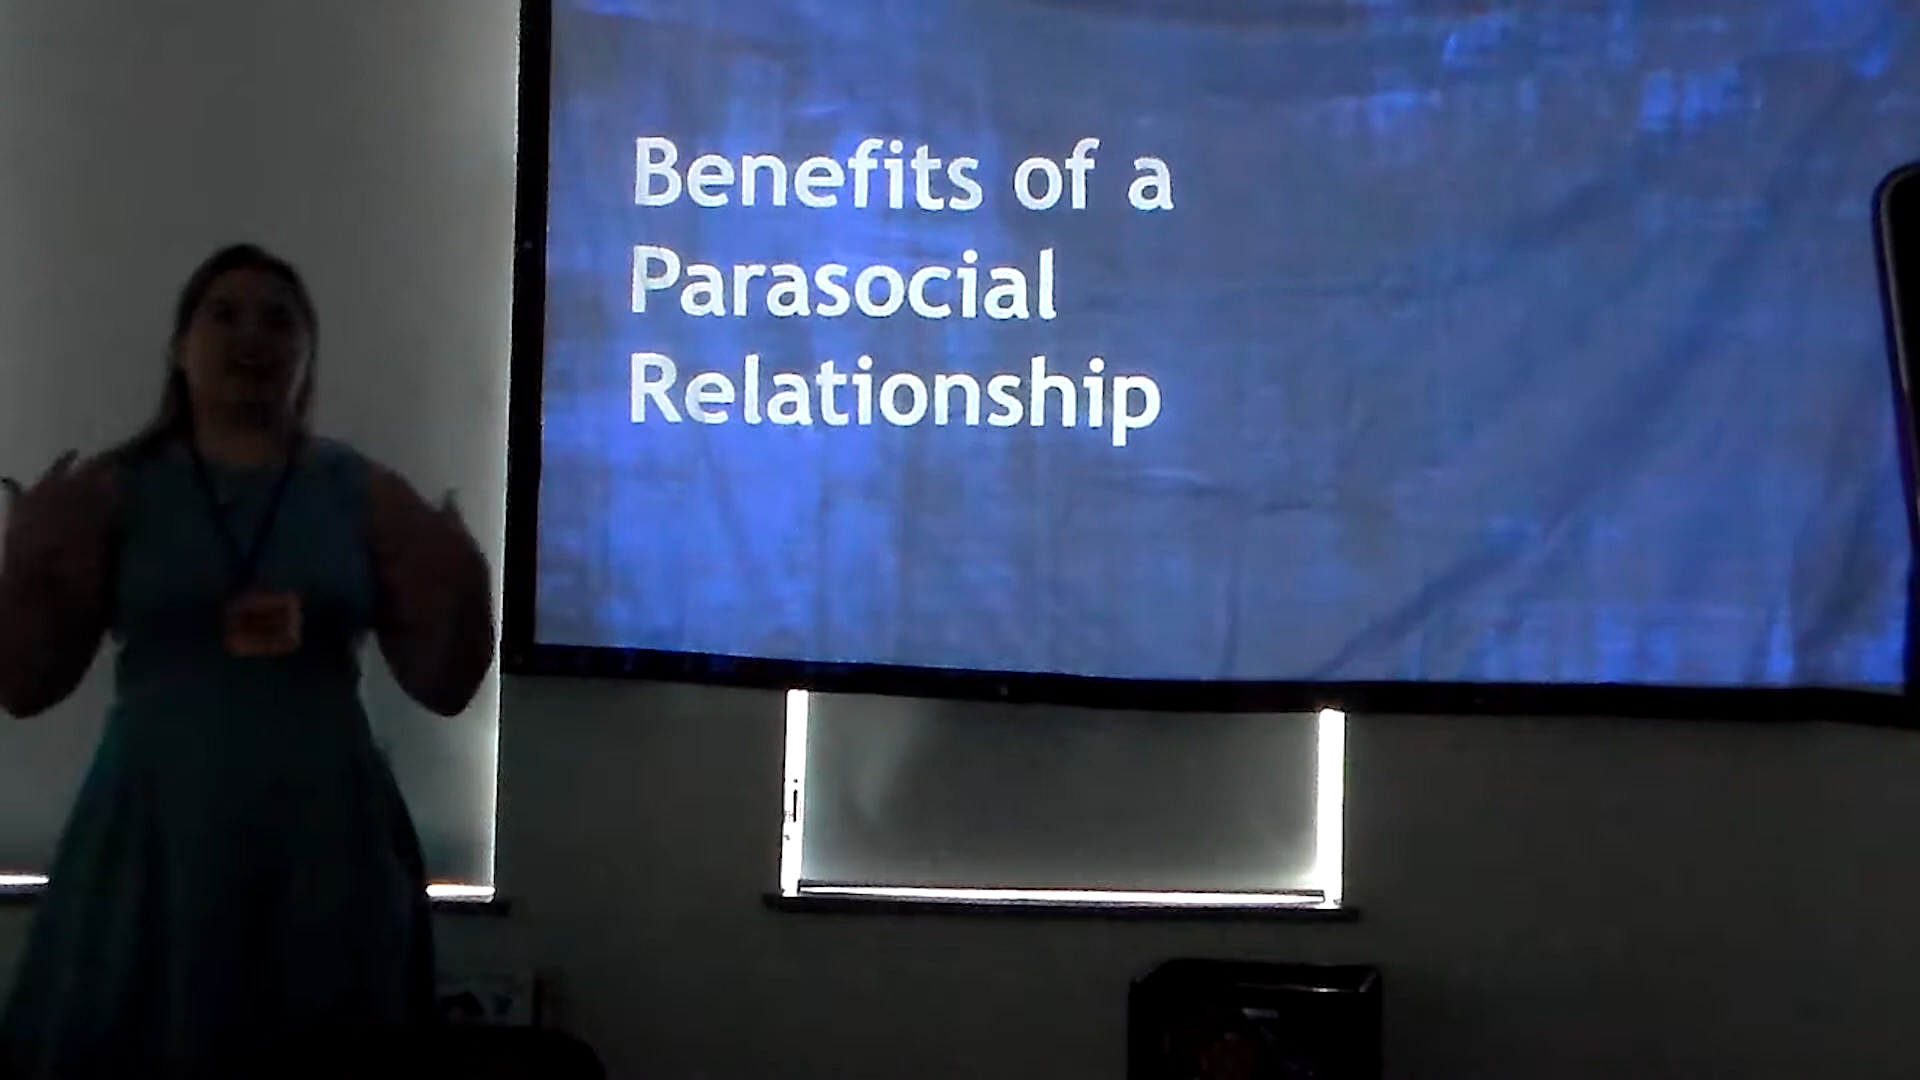 Benefits of a
Parasocial
Relationship